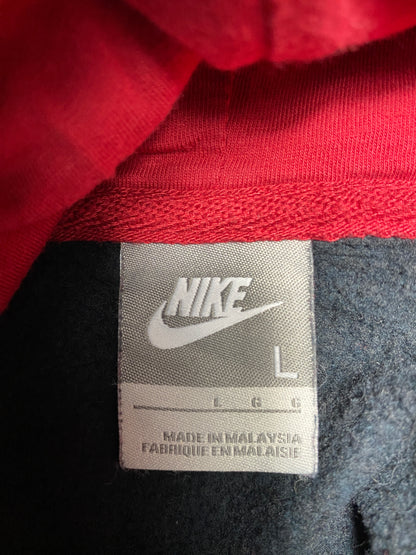 NIKE
L
L G G
MADE IN MALAYSIA
FABRIQUE EN MALAISIE